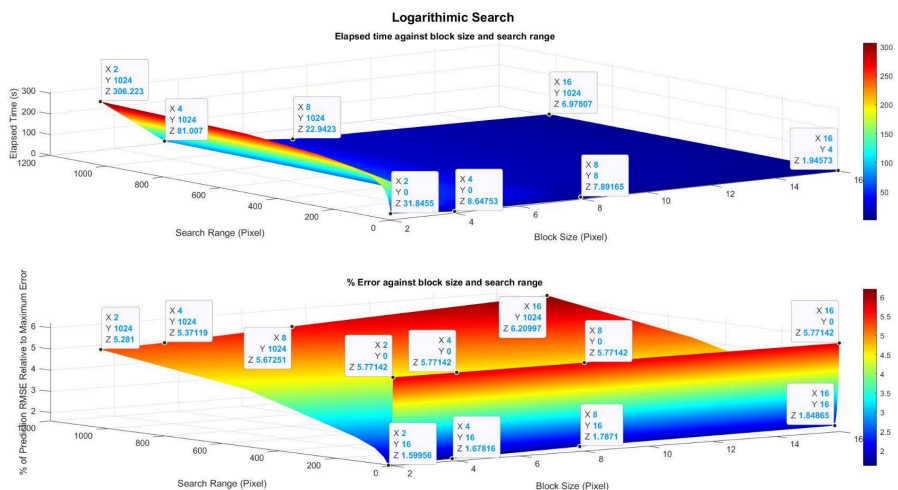 Logarithimic Search
Elapsed time against block size and search range
X 2
Y 1024
Z 306.223
X 4
Y 1024
Z 81.007
X 8
Y 1024
Z 22.9423
X 16
Y 1024
Z 6.97807
X 16
Y 4
Z 1.94573
X 2
Y 0
Z 31.8455
X 4
Y 0
Z 8.64753
X 8
Y 8
Z 7.89165
Elapsed Time (s)
300
200
100
0
1200
1000
800
600
400
200
0
Search Range (Pixel)
2
4
6
8
10
12
14
16
Block Size (Pixel)
300
250
200
150
100
50
% Error against block size and search range
X 2
Y 1024
Z 5.281
X 4
Y 1024
Z 5.37119
X 8
Y 1024
Z 5.67251
X 16
Y 1024
Z 6.20997
X 2
Y 0
Z 5.77142
X 4
Y 0
Z 5.77142
X 8
Y 0
Z 5.77142
X 16
Y 0
Z 5.77142
X 2
Y 16
Z 1.59956
X 4
Y 16
Z 1.67816
X 8
Y 16
Z 1.7871
X 16
Y 16
Z 1.84865
% of Prediction RMSE Relative to Maximum Error
6
5
4
3
2
1000
800
600
400
200
0
Search Range (Pixel)
2
4
6
8
10
12
14
16
Block Size (Pixel)
6
5.5
5
4.5
4
3.5
3
2.5
2